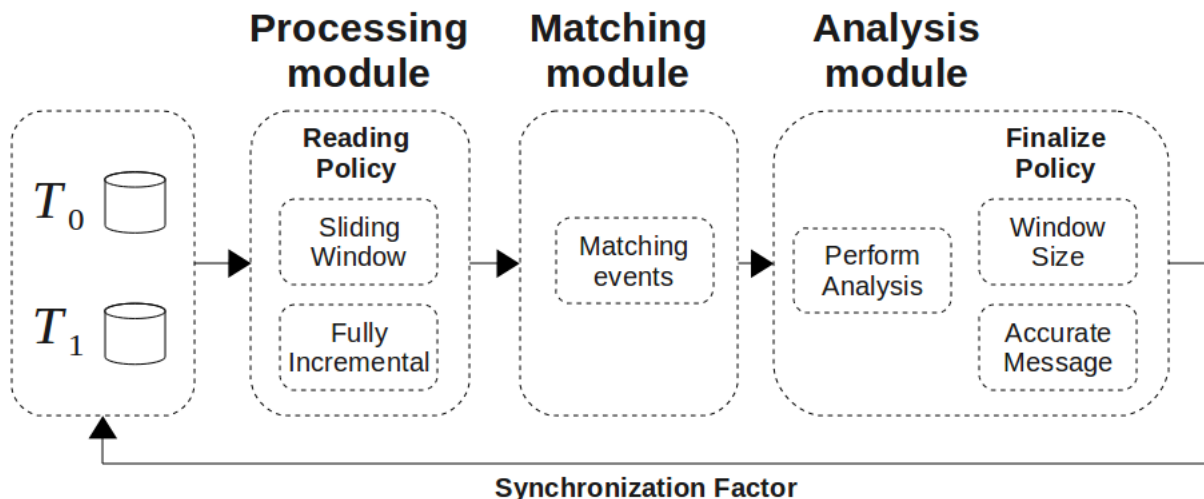 Processing
module
Matching
module
Analysis
module
T0
T1
Reading
Policy
Sliding
Window
Fully
Incremental
Matching
events
Perform
Analysis
Finalize
Policy
Window
Size
Accurate
Message
Synchronization Factor